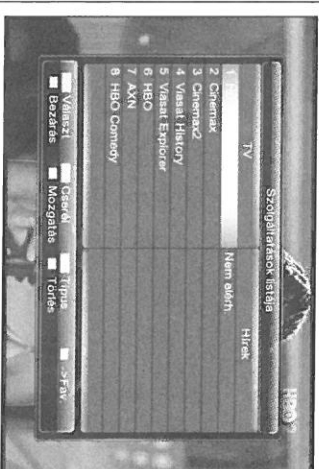 Szolgáltatások listája
TV
Hírek
1
Nem elérh.
2 Cinemax
3 Cinemax2
4 Viasat History
5 Viasat Explorer
6 HBO
7 AXN
8 HBO Comedy
Választ Cserél Típus ->Fav.
Bezárás Mozgatás Törlés